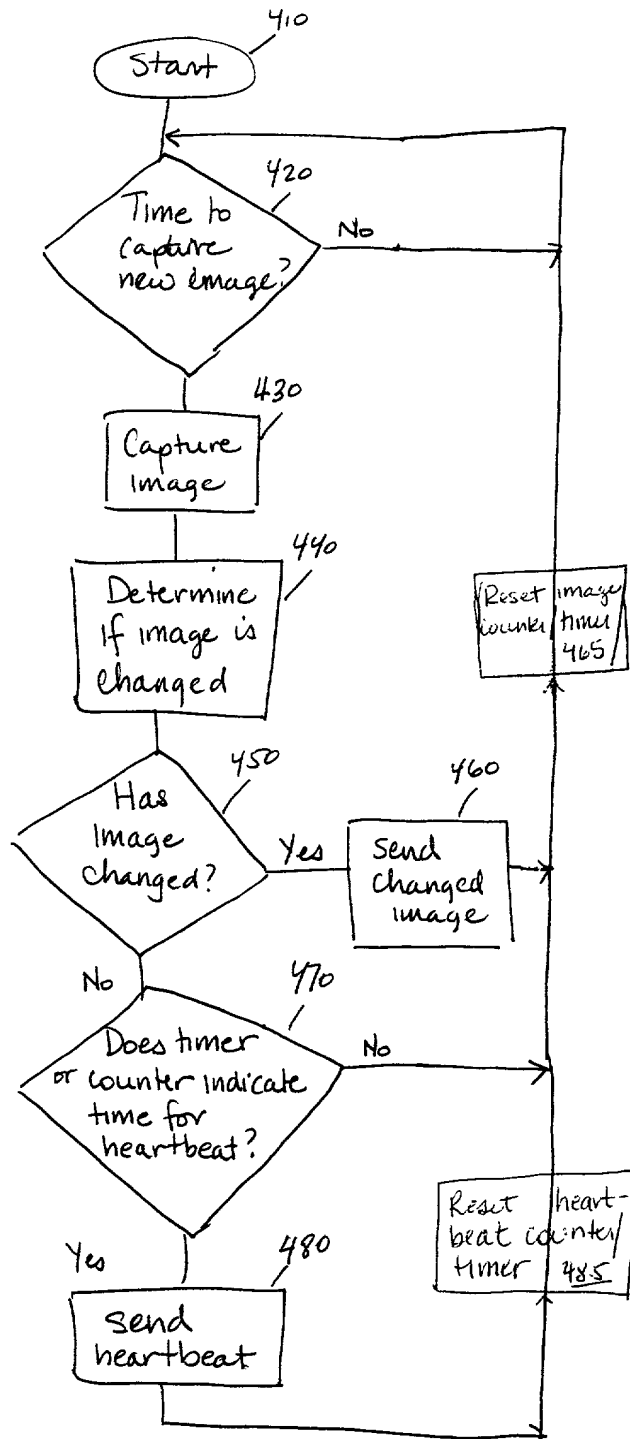 410
Start
420
Time to
capture
new image?
No
430
Capture
Image
440
Determine
if image is
changed
Reset image
counter/timer
465
450
Has
Image
changed?
Yes
460
Send
changed
image
No
470
Does timer
or counter indicate
time for
heartbeat?
No
Reset heart-
beat counter/
timer 485
Yes
480
Send
heartbeat